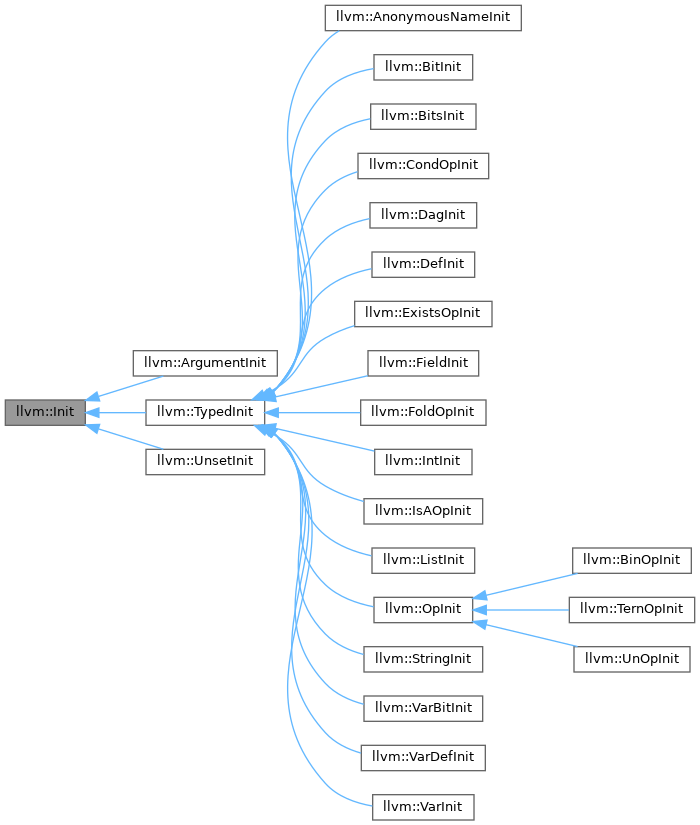 llvm::AnonymousNameInit
llvm::BitInit
llvm::BitsInit
llvm::CondOpInit
llvm::DagInit
llvm::DefInit
llvm::ExistsOpInit
llvm::ArgumentInit
llvm::FieldInit
llvm::Init
llvm::TypedInit
llvm::FoldOpInit
llvm::UnsetInit
llvm::IntInit
llvm::IsAOpInit
llvm::ListInit
llvm::BinOpInit
llvm::OpInit
llvm::TernOpInit
llvm::StringInit
llvm::UnOpInit
llvm::VarBitInit
llvm::VarDefInit
llvm::VarInit